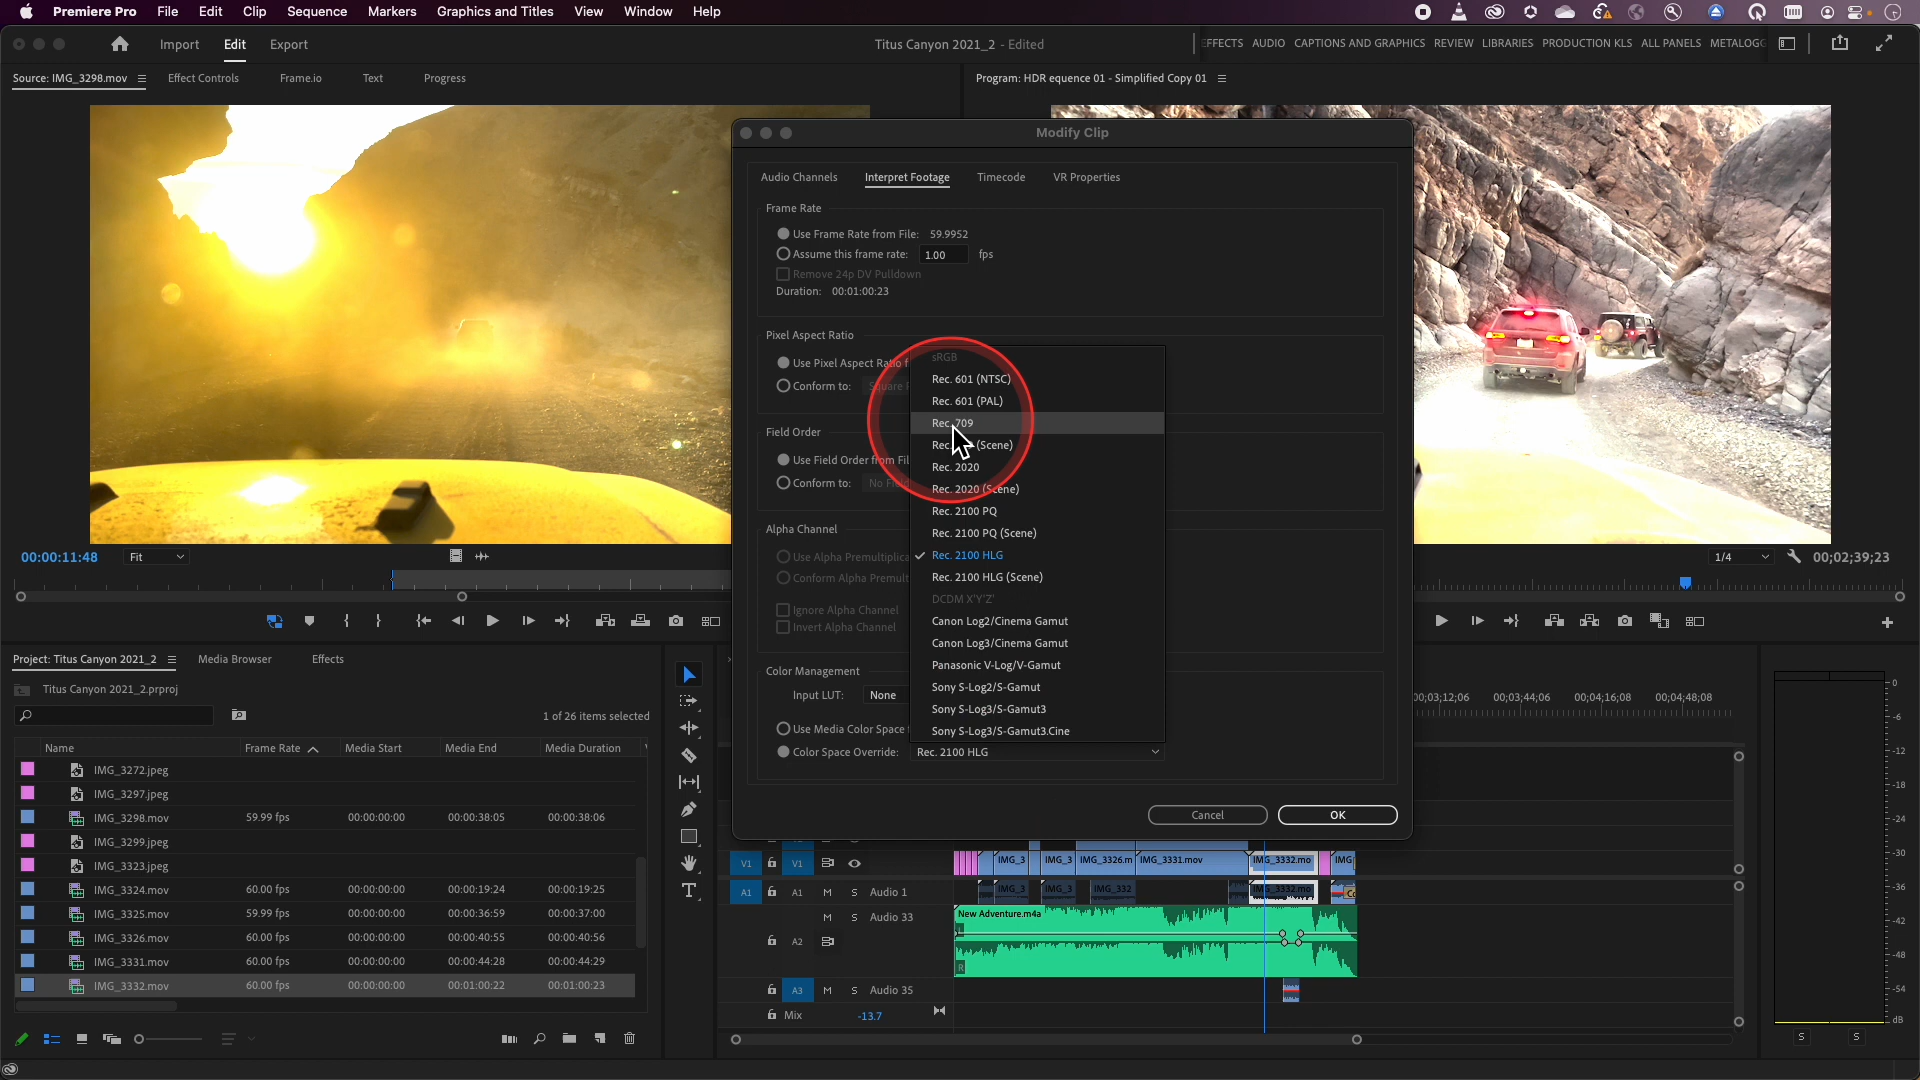 Premiere Pro File Edit Clip Sequence Markers Graphics and Titles View Window Help
Import Edit Export
Titus Canyon 2021_2 - Edited
EFFECTS AUDIO CAPTIONS AND GRAPHICS REVIEW LIBRARIES PRODUCTION KLS ALL PANELS METALOGG
Source: IMG_3298.mov Effect Controls Frame.io Text Progress
Program: HDR equence 01 - Simplified Copy 01
Modify Clip
Audio Channels Interpret Footage Timecode VR Properties
Frame Rate
Use Frame Rate from File: 59.9952
Assume this frame rate: 1.00 fps
Remove 24p DV Pulldown
Duration: 00:01:00:23
Pixel Aspect Ratio
Use Pixel Aspect Ratio f
Conform to: Square
Field Order
Use Field Order from Fil
Conform to: No Field
Alpha Channel
Use Alpha Premultiplica
Conform Alpha Premult
Ignore Alpha Channel
Invert Alpha Channel
Color Management
Input LUT: None
Use Media Color Space
Color Space Override: Rec. 2100 HLG
sRGB
Rec. 601 (NTSC)
Rec. 601 (PAL)
Rec. 709
Rec. (Scene)
Rec. 2020
Rec. 2020 (Scene)
Rec. 2100 PQ
Rec. 2100 PQ (Scene)
Rec. 2100 HLG
Rec. 2100 HLG (Scene)
DCDM X'Y'Z'
Canon Log2/Cinema Gamut
Canon Log3/Cinema Gamut
Panasonic V-Log/V-Gamut
Sony S-Log2/S-Gamut
Sony S-Log3/S-Gamut3
Sony S-Log3/S-Gamut3.Cine
Cancel OK
00:00:11:48 Fit
1/4 00;02;39;23
Project: Titus Canyon 2021_2 Media Browser Effects
Titus Canyon 2021_2.prproj
1 of 26 items selected
Name Frame Rate Media Start Media End Media Duration
IMG_3272.jpeg
IMG_3297.jpeg
IMG_3298.mov 59.99 fps 00:00:00:00 00:00:38:05 00:00:38:06
IMG_3299.jpeg
IMG_3323.jpeg
IMG_3324.mov 60.00 fps 00:00:00:00 00:00:19:24 00:00:19:25
IMG_3325.mov 59.99 fps 00:00:00:00 00:00:36:59 00:00:37:00
IMG_3326.mov 60.00 fps 00:00:00:00 00:00:40:55 00:00:40:56
IMG_3331.mov 60.00 fps 00:00:00:00 00:00:44:28 00:00:44:29
IMG_3332.mov 60.00 fps 00:00:00:00 00:01:00:22 00:01:00:23
00;03;12;06 00;03;44;06 00;04;16;08 00;04;48;08
V1 V1 IMG_3 IMG_3 IMG_3326.m IMG_3331.mov IMG_3332.mo IMG
A1 A1 M S Audio 1 IMG_3 IMG_3 IMG_332 IMG_3332.mo Co
M S Audio 33 New Adventure.m4a
A2
L
R
A3 M S Audio 35
Mix -13.7
0
-6
-12
-18
-24
-30
-36
-42
-48
-54
dB
S S